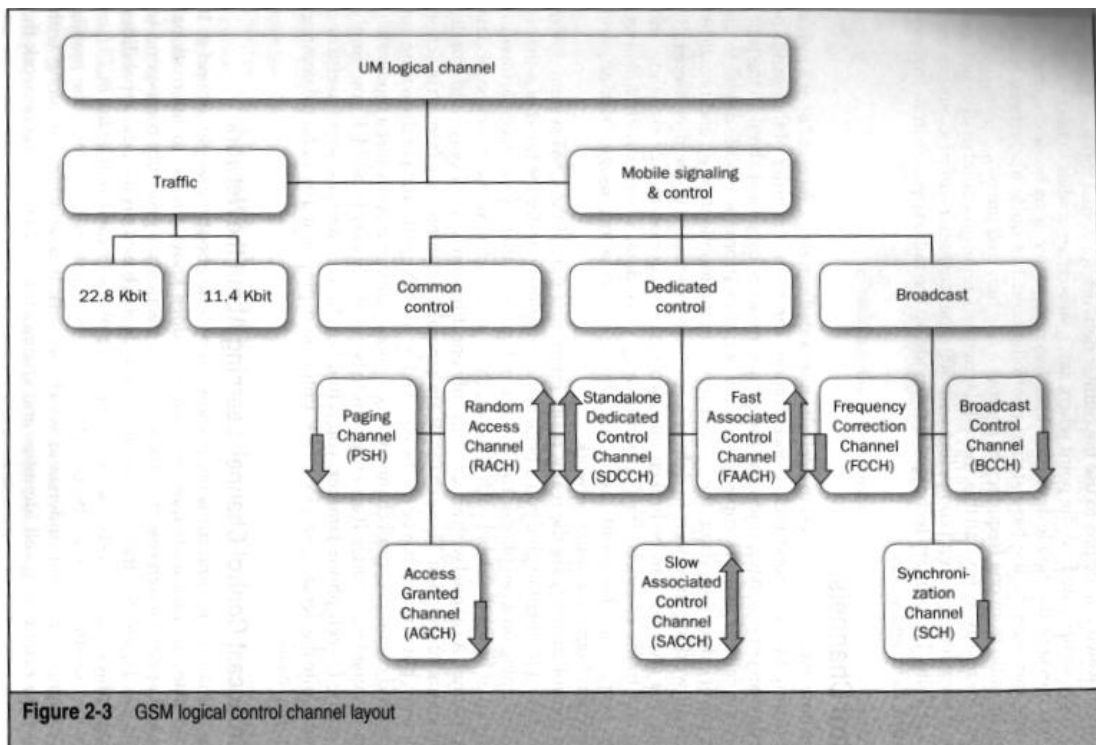 UM logical channel
Traffic
Mobile signaling
& control
22.8 Kbit
11.4 Kbit
Common
control
Dedicated
control
Broadcast
Paging
Channel
(PSH)
Random
Access
Channel
(RACH)
Standalone
Dedicated
Control
Channel
(SDCCH)
Fast
Associated
Control
Channel
(FAACH)
Frequency
Correction
Channel
(FCCH)
Broadcast
Control
Channel
(BCCH)
Access
Granted
Channel
(AGCH)
Slow
Associated
Control
Channel
(SACCH)
Synchroni-
zation
Channel
(SCH)
Figure 2-3 GSM logical control channel layout